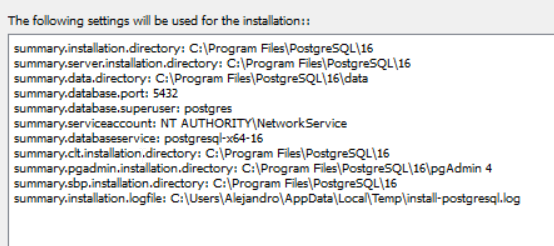 The following settings will be used for the installation::
summary.installation.directory: C:\Program Files\PostgreSQL\16
summary.server.installation.directory: C:\Program Files\PostgreSQL\16
summary.data.directory: C:\Program Files\PostgreSQL\16\data
summary.database.port: 5432
summary.database.superuser: postgres
summary.serviceaccount: NT AUTHORITY\NetworkService
summary.databaseservice: postgresql-x64-16
summary.clt.installation.directory: C:\Program Files\PostgreSQL\16
summary.pgadmin.installation.directory: C:\Program Files\PostgreSQL\16\pgAdmin 4
summary.sbp.installation.directory: C:\Program Files\PostgreSQL\16
summary.installation.logfile: C:\Users\Alejandro\AppData\Local\Temp\install-postgresql.log